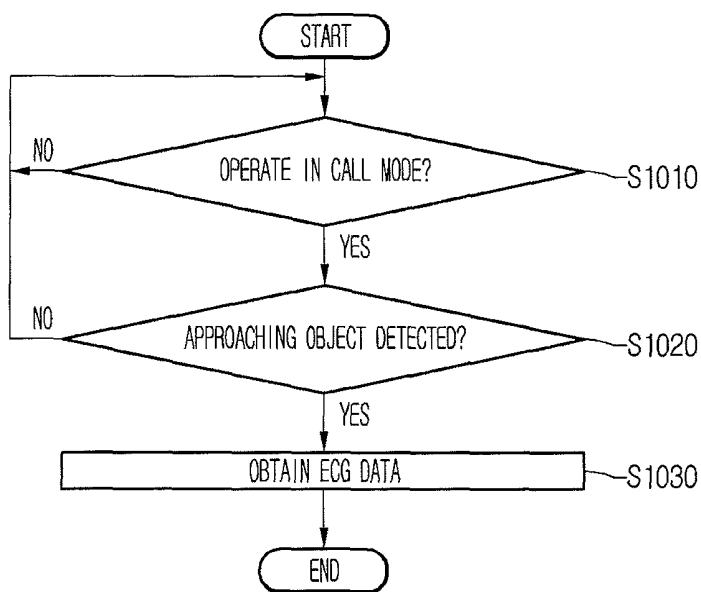 START
NO
OPERATE IN CALL MODE?
S1010
YES
NO
APPROACHING OBJECT DETECTED?
S1020
YES
OBTAIN ECG DATA
S1030
END